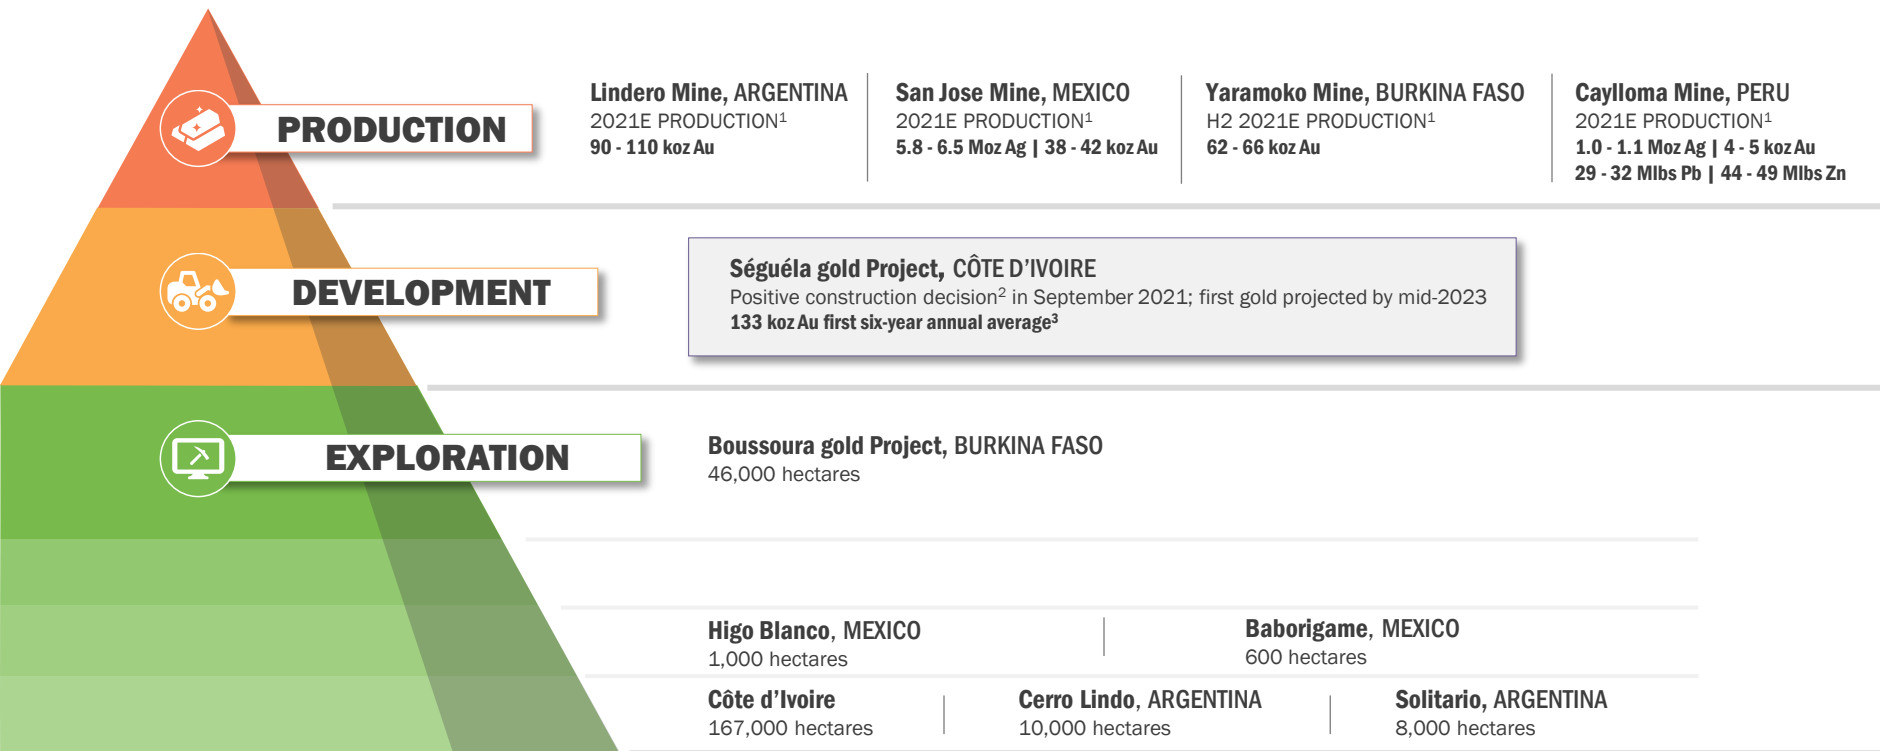 PRODUCTION
Lindero Mine, ARGENTINA
2021E PRODUCTION¹
90 - 110 koz Au
San Jose Mine, MEXICO
2021E PRODUCTION¹
5.8 - 6.5 Moz Ag | 38 - 42 koz Au
Yaramoko Mine, BURKINA FASO
H2 2021E PRODUCTION¹
62 - 66 koz Au
Caylloma Mine, PERU
2021E PRODUCTION¹
1.0 - 1.1 Moz Ag | 4 - 5 koz Au
29 - 32 Mlbs Pb | 44 - 49 Mlbs Zn
DEVELOPMENT
Séguéla gold Project, CÔTE D'IVOIRE
Positive construction decision² in September 2021; first gold projected by mid-2023
133 koz Au first six-year annual average³
EXPLORATION
Boussoura gold Project, BURKINA FASO
46,000 hectares
Higo Blanco, MEXICO
1,000 hectares
Baborigame, MEXICO
600 hectares
Côte d'Ivoire
167,000 hectares
Cerro Lindo, ARGENTINA
10,000 hectares
Solitario, ARGENTINA
8,000 hectares